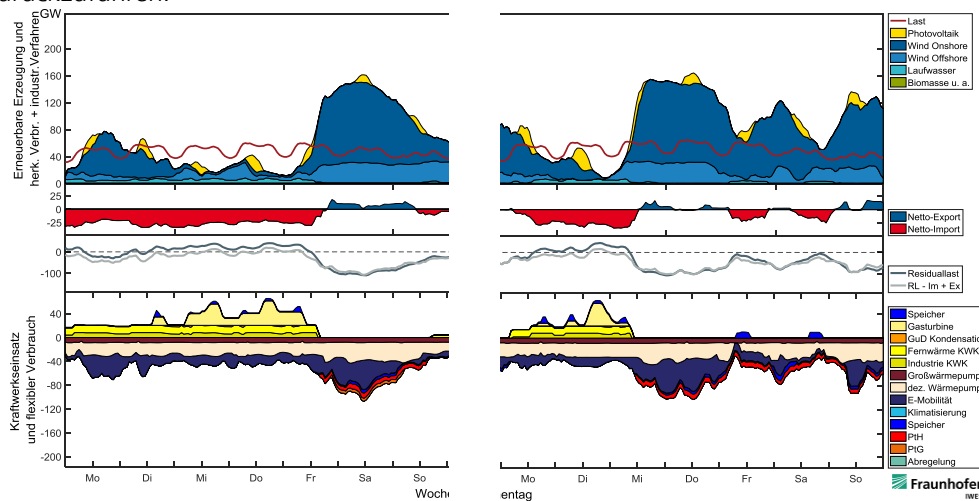 GW
200
160
120
80
40
0
Erneuerbare Erzeugung und
herk. Verbr. + industr. Verfahren
Last
Photovoltaik
Wind Onshore
Wind Offshore
Laufwasser
Biomasse u. a.
25
0
-25
Netto-Export
Netto-Import
0
-100
Residuallast
RL - Im + Ex
40
0
-40
-80
-120
-160
-200
Kraftwerkseinsatz
und flexibler Verbrauch
Speicher
Gasturbine
GuD Kondensatio
Fernwärme KWK
Industrie KWK
Großwärmepump
dez. Wärmepump
E-Mobilität
Klimatisierung
Speicher
PtH
PtG
Abregelung
Mo Di Mi Do Fr Sa So Mo Di Mi Do Fr Sa So
Woche entag
Fraunhofer
IWE